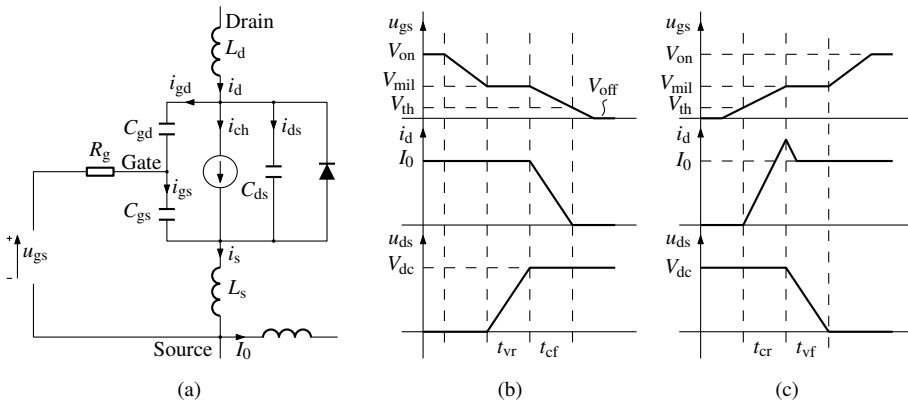 Drain
L_d
i_gd
i_d
C_gd
i_ch
i_ds
R_g
Gate
i_gs
C_gs
C_ds
+
u_gs
-
i_s
L_s
Source
I_0
(a)
u_gs
V_on
V_mil
V_th
V_off
i_d
I_0
u_ds
V_dc
t_vr
t_cf
(b)
u_gs
V_on
V_mil
V_th
i_d
I_0
u_ds
V_dc
t_cr
t_vf
(c)